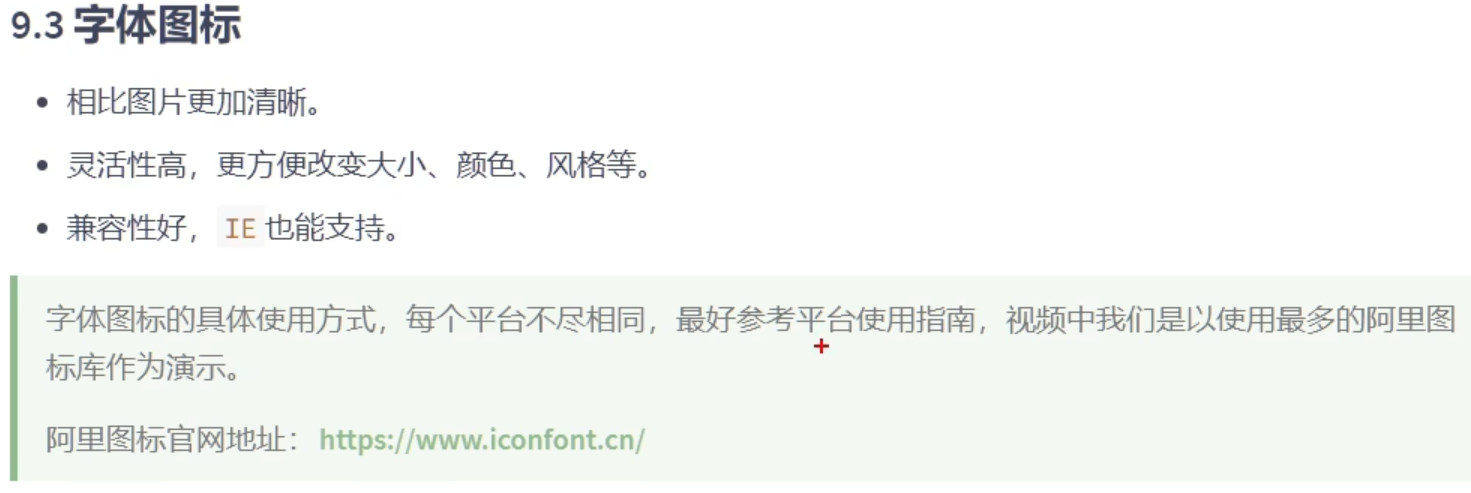 9.3 字体图标
相比图片更加清晰。
灵活性高，更方便改变大小、颜色、风格等。
兼容性好， IE 也能支持。
字体图标的具体使用方式，每个平台不尽相同，最好参考平台使用指南，视频中我们是以使用最多的阿里图
标库作为演示。
阿里图标官网地址： https://www.iconfont.cn/